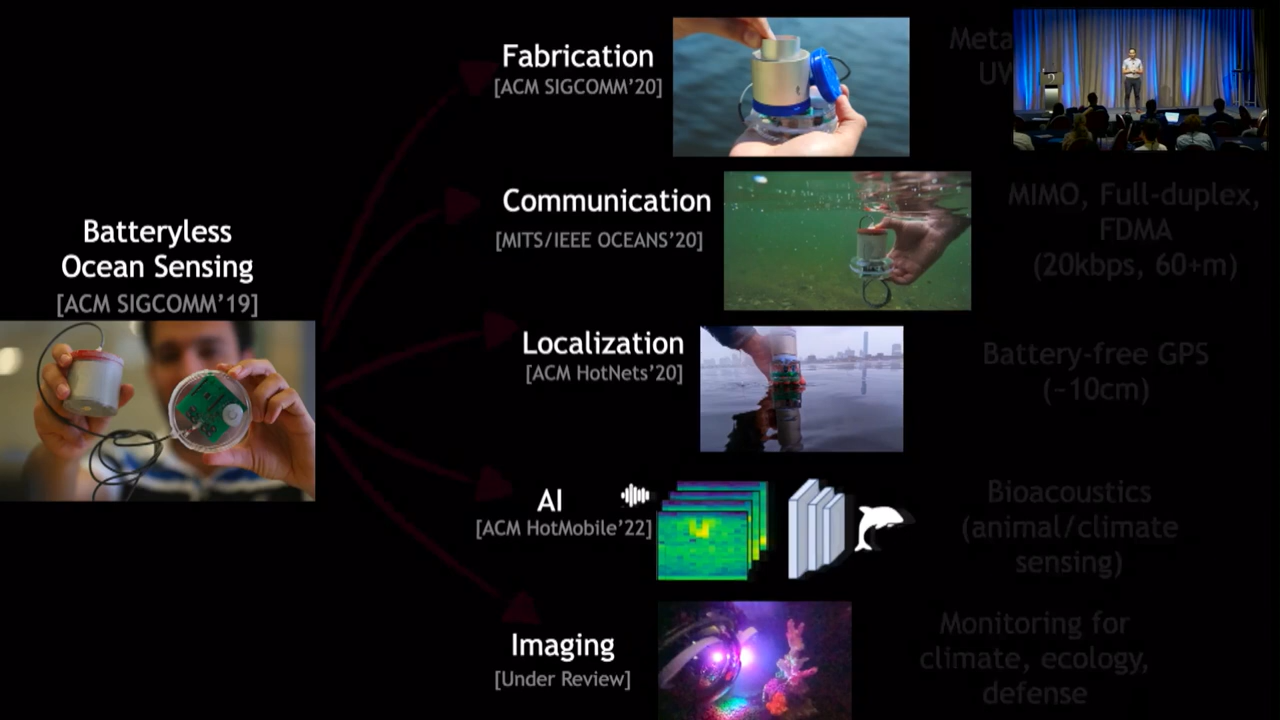 Batteryless
Ocean Sensing
[ACM SIGCOMM’19]
Fabrication
[ACM SIGCOMM’20]
Meta
UW
Communication
[MITS/IEEE OCEANS’20]
MIMO, Full-duplex,
FDMA
(20kbps, 60+m)
Localization
[ACM HotNets’20]
Battery-free GPS
(~10cm)
AI
[ACM HotMobile’22]
Bioacoustics
(animal/climate
sensing)
Imaging
[Under Review]
Monitoring for
climate, ecology,
defense